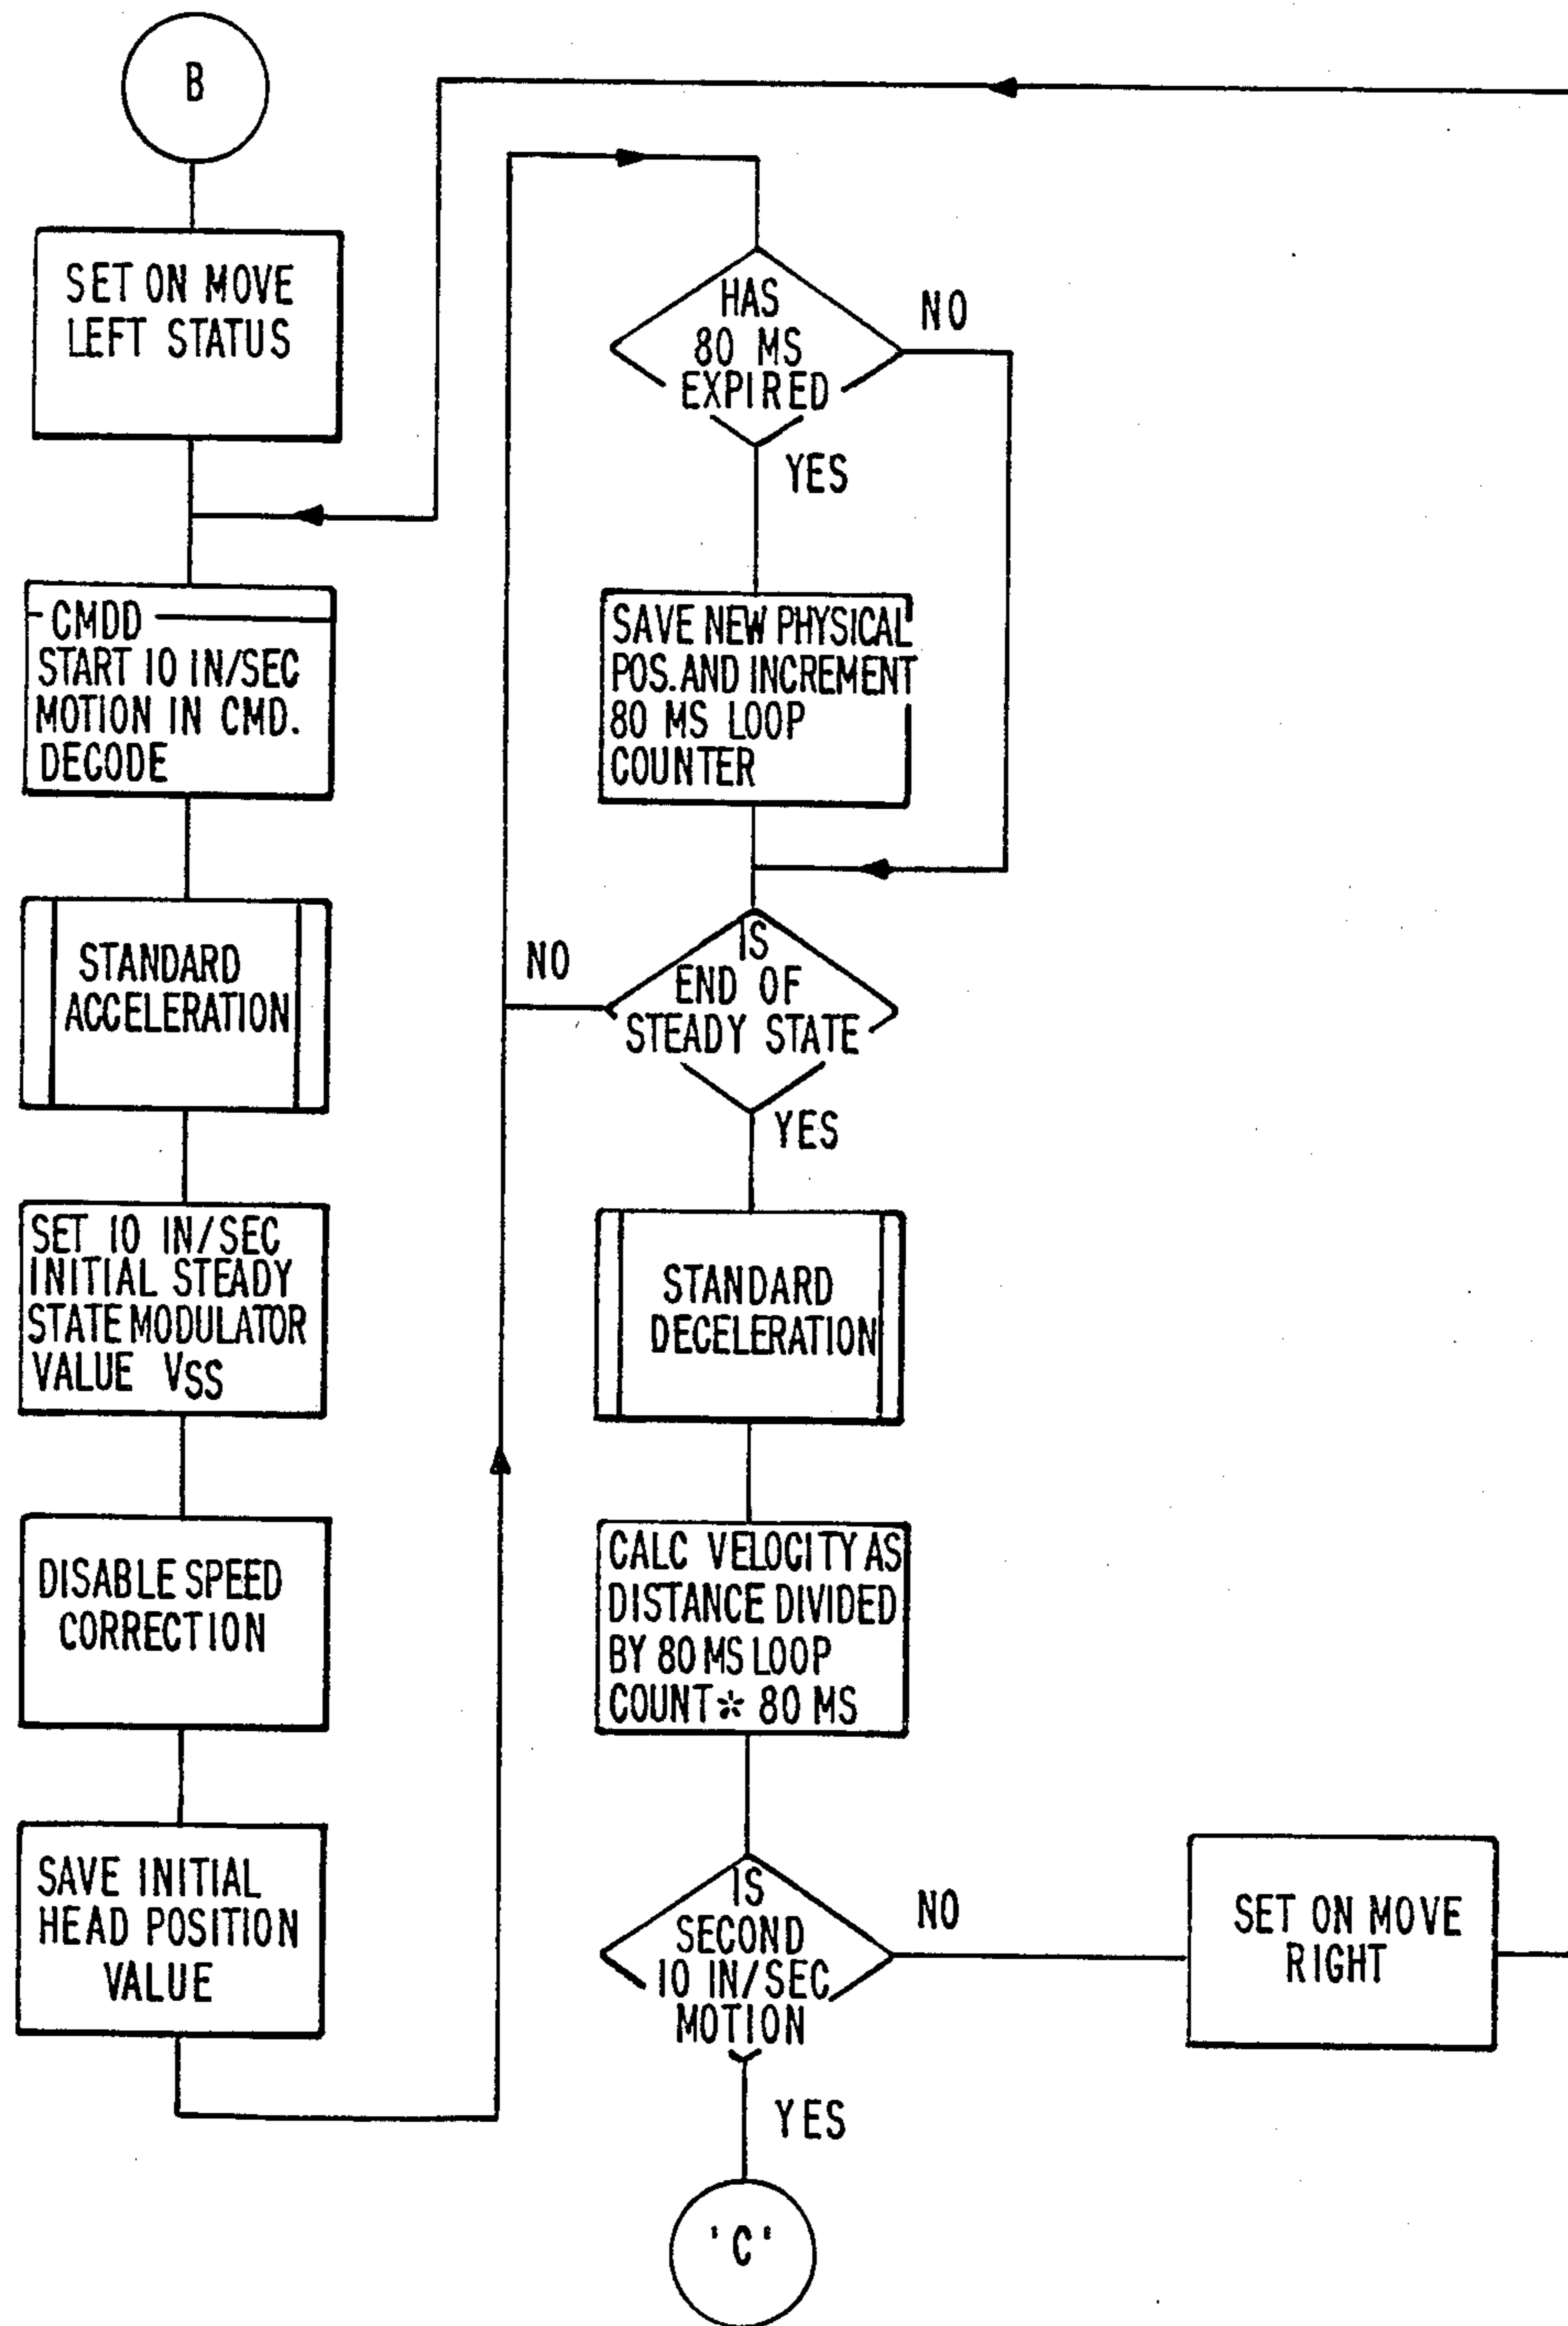 B
SET ON MOVE
LEFT STATUS
CMDD
START 10 IN/SEC
MOTION IN CMD.
DECODE
STANDARD
ACCELERATION
SET 10 IN/SEC
INITIAL STEADY
STATE MODULATOR
VALUE VSS
DISABLE SPEED
CORRECTION
SAVE INITIAL
HEAD POSITION
VALUE
HAS
80 MS
EXPIRED
NO
YES
SAVE NEW PHYSICAL
POS. AND INCREMENT
80 MS LOOP
COUNTER
IS
END OF
STEADY STATE
NO
YES
STANDARD
DECELERATION
CALC VELOCITY AS
DISTANCE DIVIDED
BY 80 MS LOOP
COUNT * 80 MS
IS
SECOND
10 IN/SEC
MOTION
NO
YES
SET ON MOVE
RIGHT
'C'